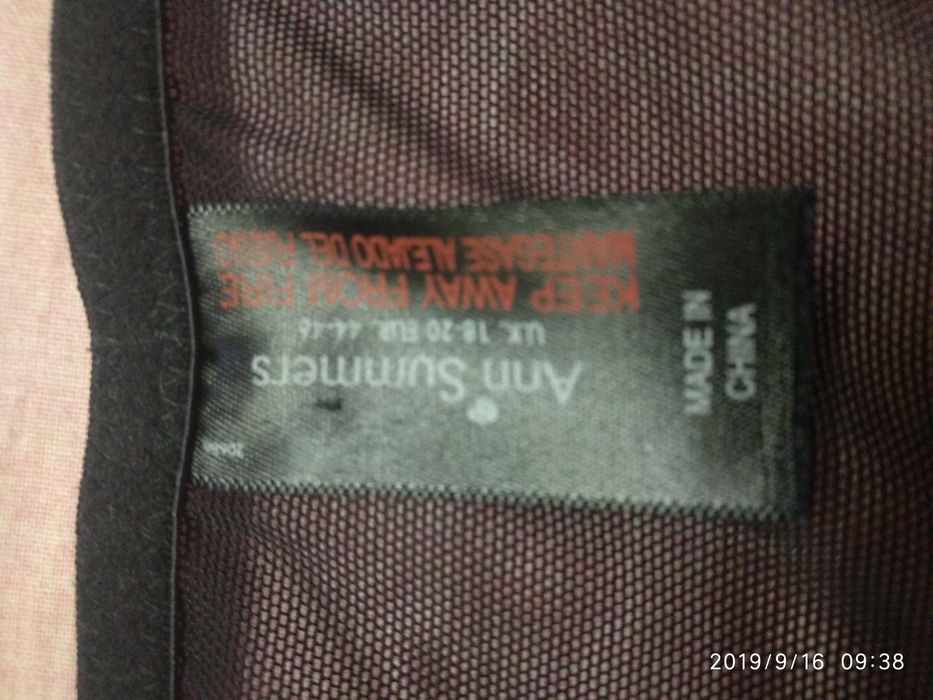 Ann Summers
U.K. 18-20 EUR. 44-46
KEEP AWAY FROM FIRE
MANTEGASE ALEJADO DEL FUEGO
MADE IN
CHINA
2019/9/16 09:38